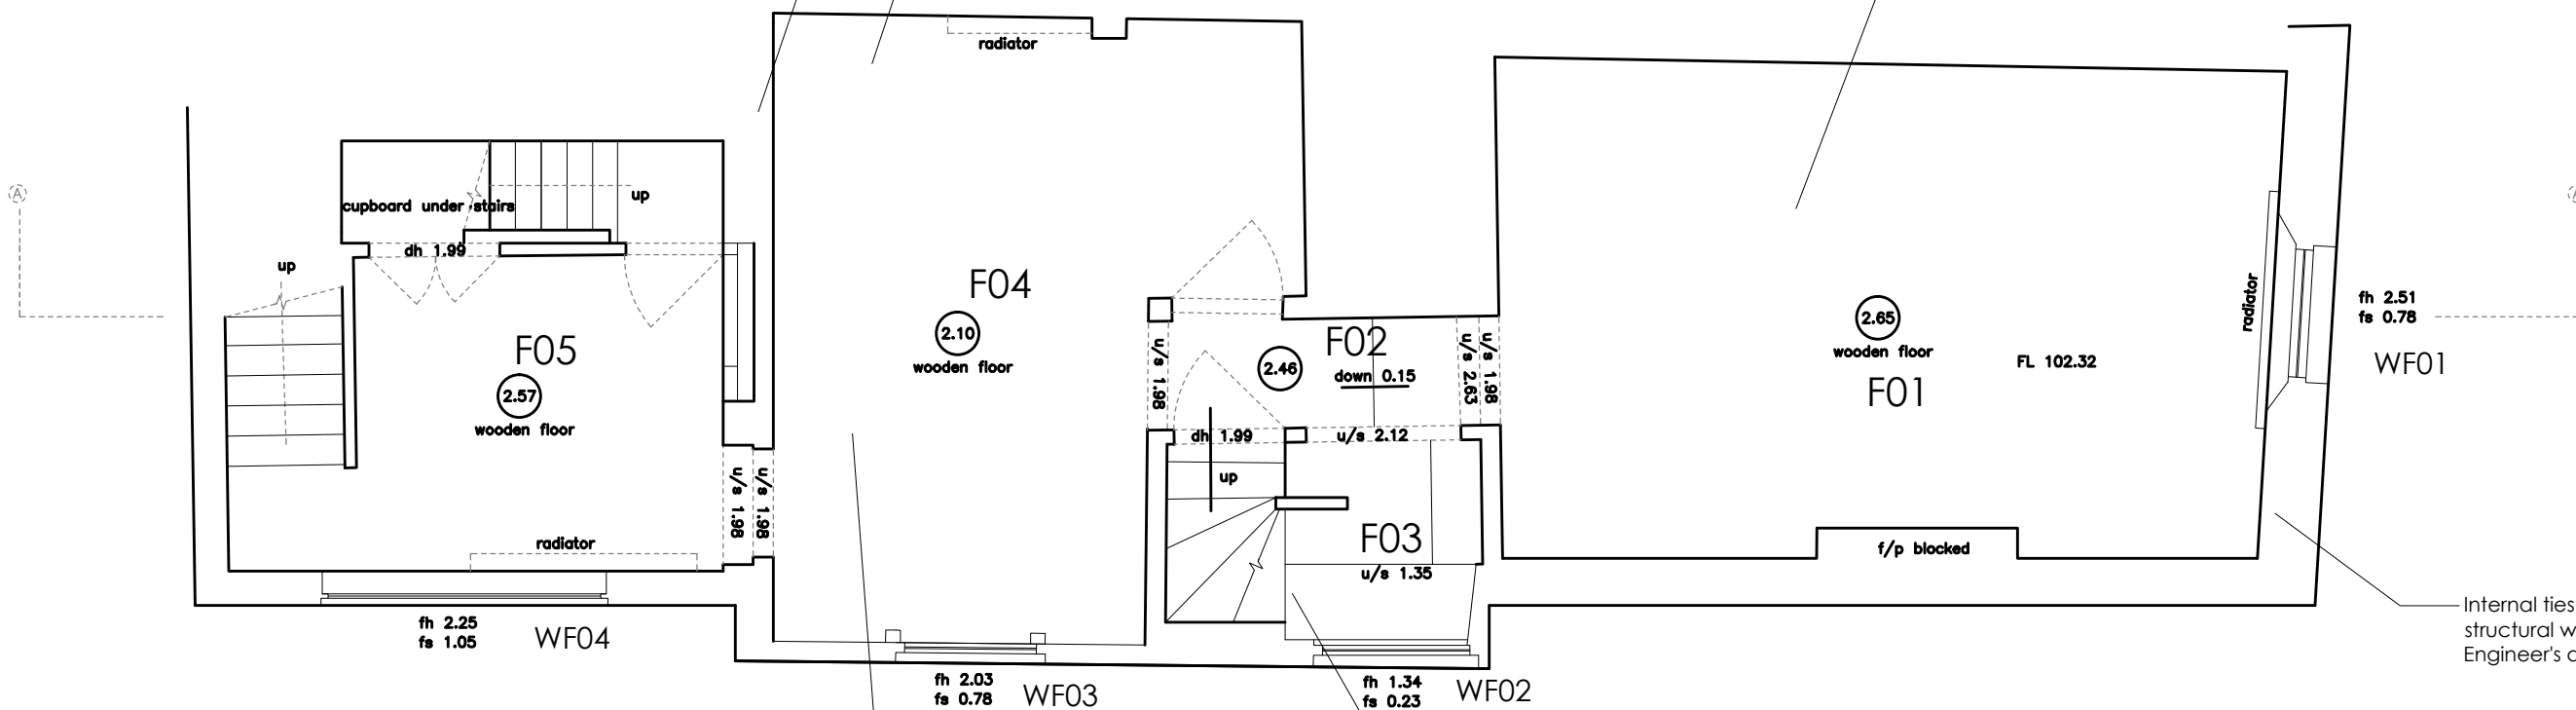 radiator
A
cupboard under stairs
up
dh 1.99
up
F05
2.57
wooden floor
radiator
u/s 1.98
u/s 1.98
fh 2.25
fs 1.05
WF04
F04
2.10
wooden floor
u/s 1.98
fh 2.03
fs 0.78
WF03
F02
2.46
down 0.15
u/s 2.63
u/s 1.98
dh 1.99
u/s 2.12
up
F03
u/s 1.35
fh 1.34
fs 0.23
WF02
2.65
wooden floor
FL 102.32
F01
radiator
f/p blocked
fh 2.51
fs 0.78
WF01
Internal ties
structural w
Engineer's